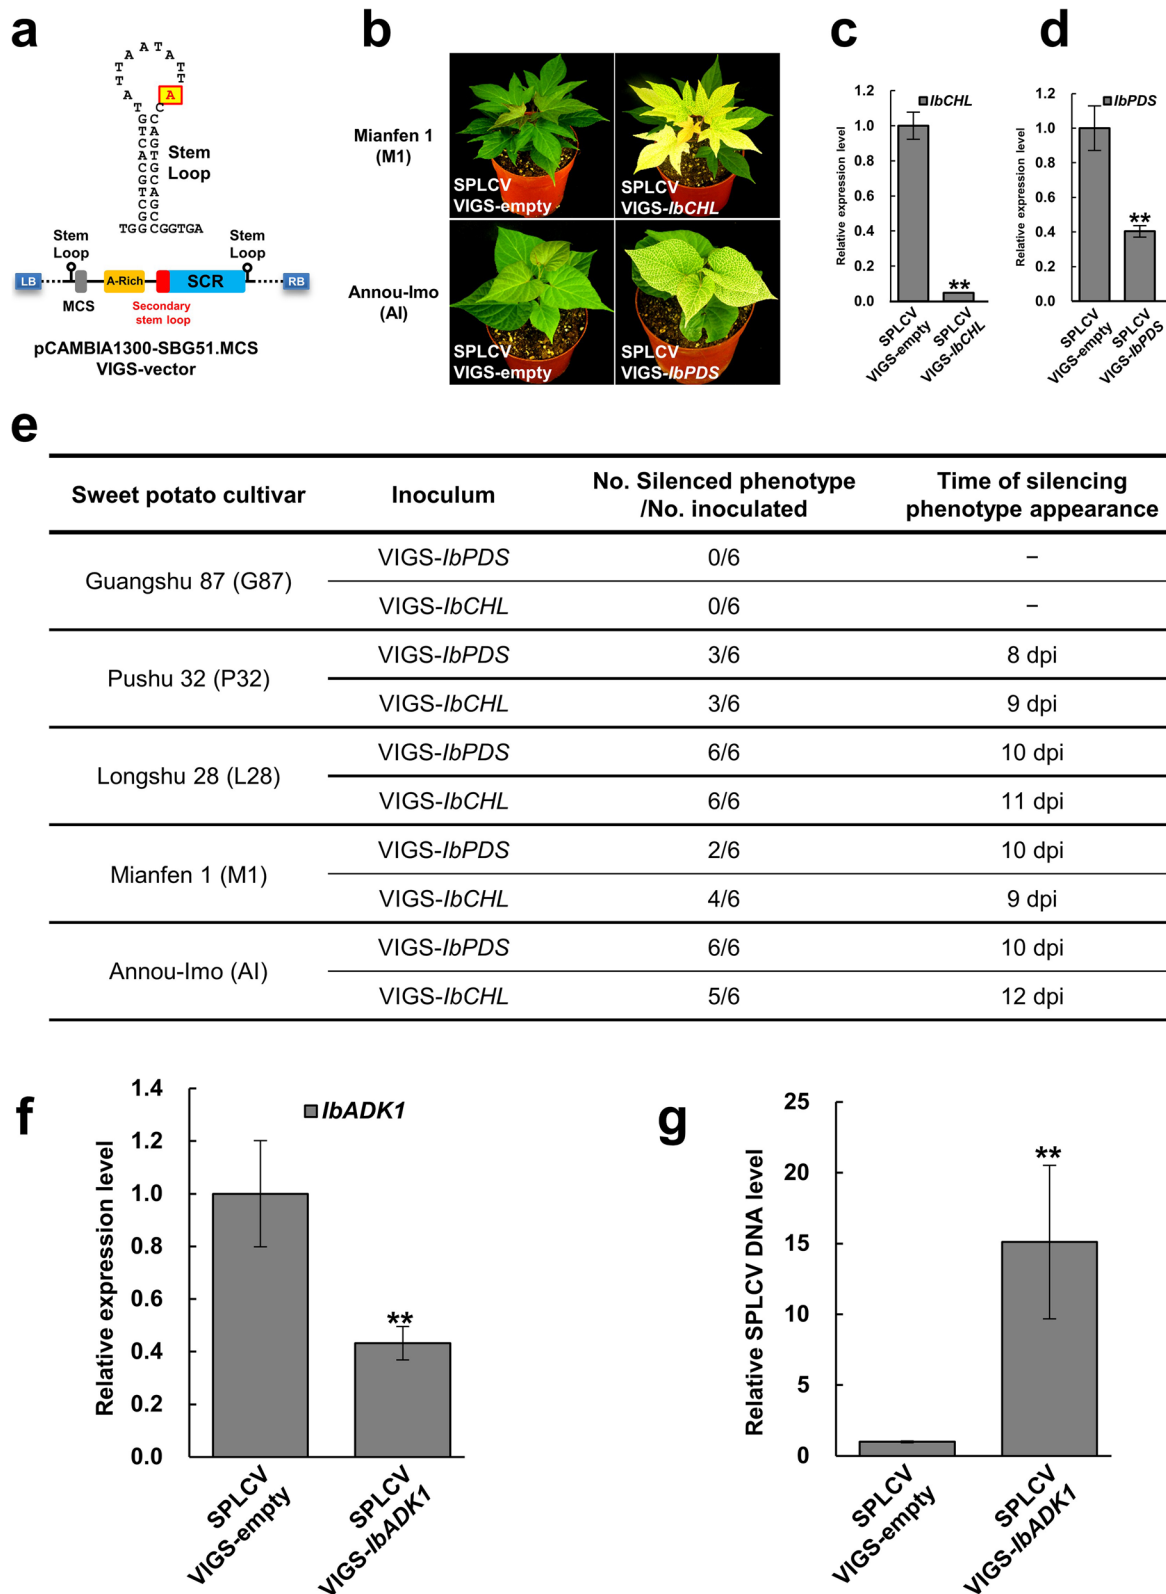 a
T T A A T A T T
A T
A
T C
G C
T A
C G
A T
C G
G C
T A
C G
G C
TGGCGGTGA
Stem
Loop
Stem
Loop
Stem
Loop
LB
A-Rich
SCR
RB
MCS
Secondary
stem loop
pCAMBIA1300-SBG51.MCS
VIGS-vector
b
Mianfen 1
(M1)
SPLCV
VIGS-empty
SPLCV
VIGS-IbCHL
Annou-Imo
(AI)
SPLCV
VIGS-empty
SPLCV
VIGS-IbPDS
c
Relative expression level
1.2
1.0
0.8
0.6
0.4
0.2
0.0
IbCHL
**
SPLCV
VIGS-empty
SPLCV
VIGS-IbCHL
d
Relative expression level
1.2
1.0
0.8
0.6
0.4
0.2
0.0
IbPDS
**
SPLCV
VIGS-empty
SPLCV
VIGS-IbPDS
e
Sweet potato cultivar Inoculum No. Silenced phenotype /No. inoculated Time of silencing phenotype appearance
Guangshu 87 (G87) VIGS-IbPDS 0/6 –
VIGS-IbCHL 0/6 –
Pushu 32 (P32) VIGS-IbPDS 3/6 8 dpi
VIGS-IbCHL 3/6 9 dpi
Longshu 28 (L28) VIGS-IbPDS 6/6 10 dpi
VIGS-IbCHL 6/6 11 dpi
Mianfen 1 (M1) VIGS-IbPDS 2/6 10 dpi
VIGS-IbCHL 4/6 9 dpi
Annou-Imo (AI) VIGS-IbPDS 6/6 10 dpi
VIGS-IbCHL 5/6 12 dpi
f
Relative expression level
1.4
1.2
1.0
0.8
0.6
0.4
0.2
0.0
IbADK1
**
SPLCV
VIGS-empty
SPLCV
VIGS-IbADK1
g
Relative SPLCV DNA level
25
20
15
10
5
0
**
SPLCV
VIGS-empty
SPLCV
VIGS-IbADK1